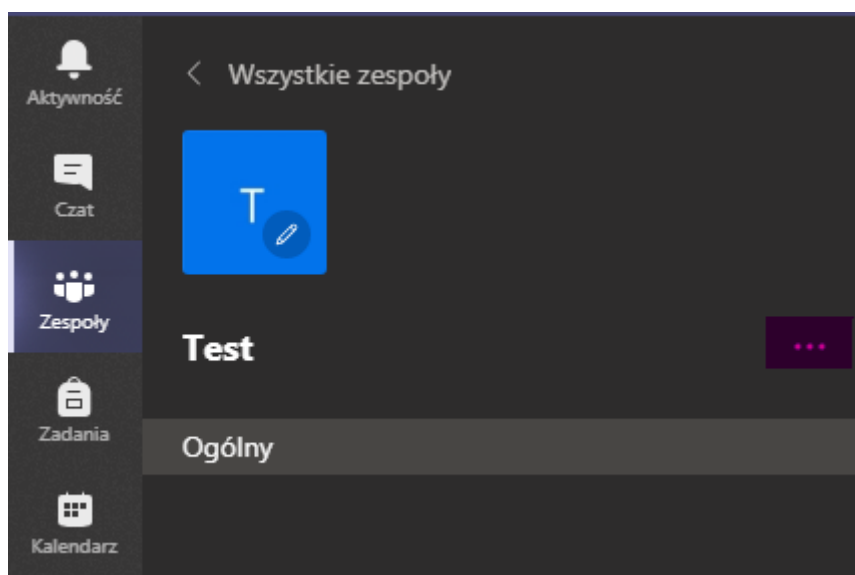 Aktywność
Czat
Zespoły
Zadania
Kalendarz
Wszystkie zespoły
T
Test
...
Ogólny